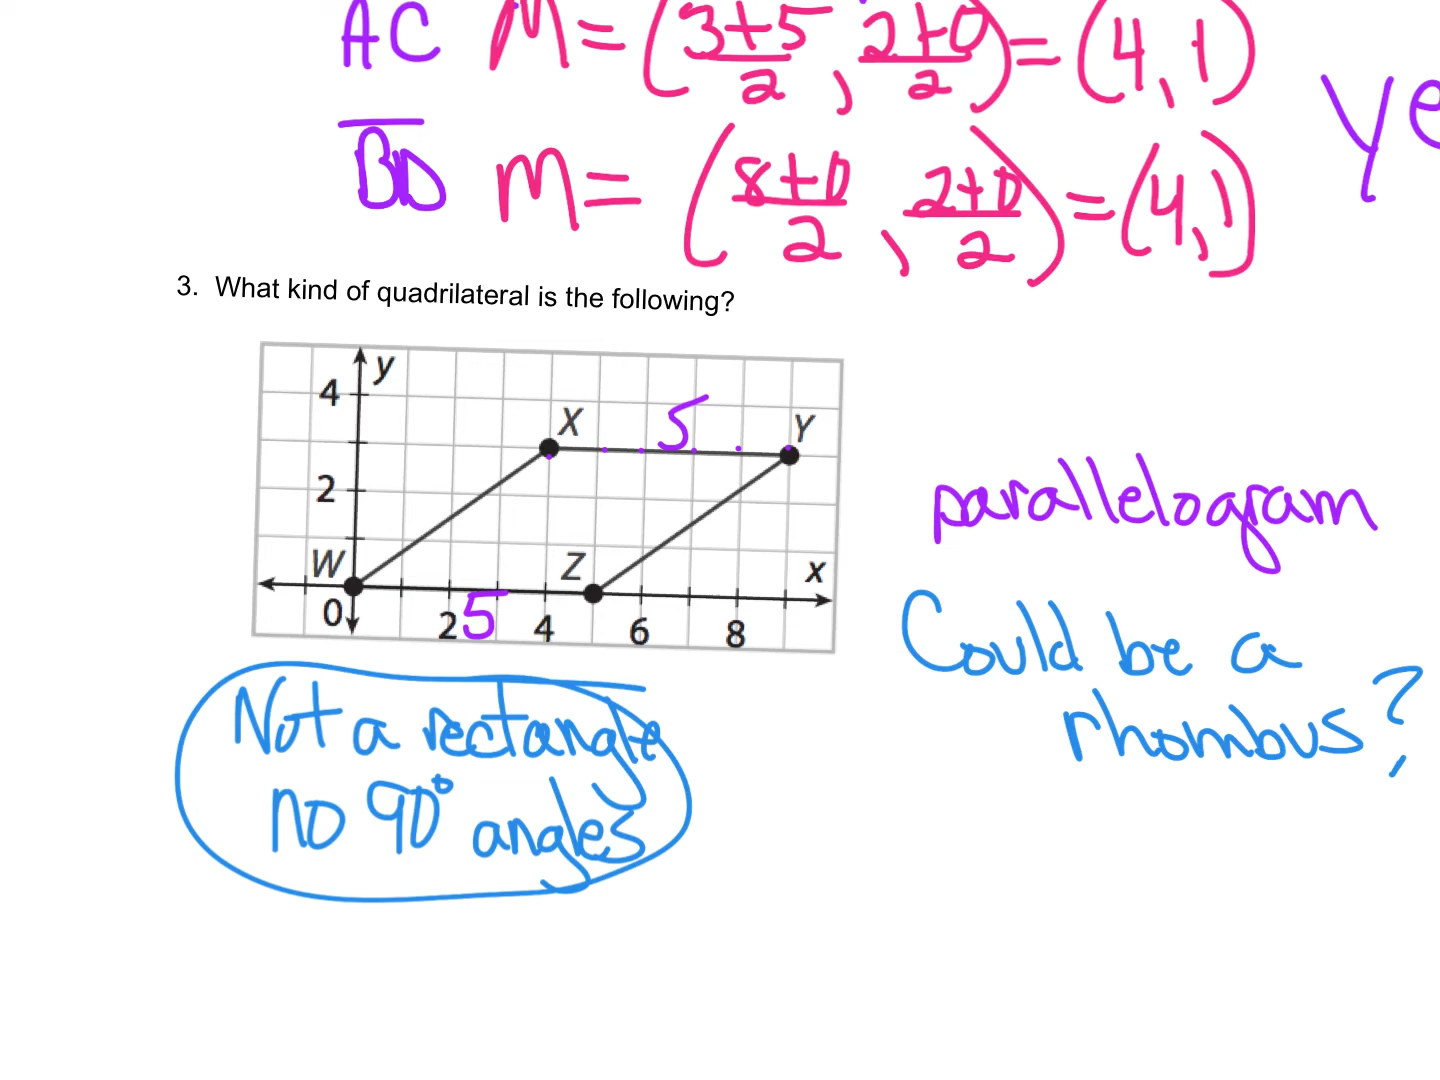 AC M = (3+5/2, 2+0/2) = (4,1)
BD M = (8+0/2, 2+0/2) = (4,1)
ye
3. What kind of quadrilateral is the following?
y
4
X 5 Y
2
W Z x
0 2 5 4 6 8
parallelogram
Could be a
rhombus?
Not a rectangle
no 90° angles